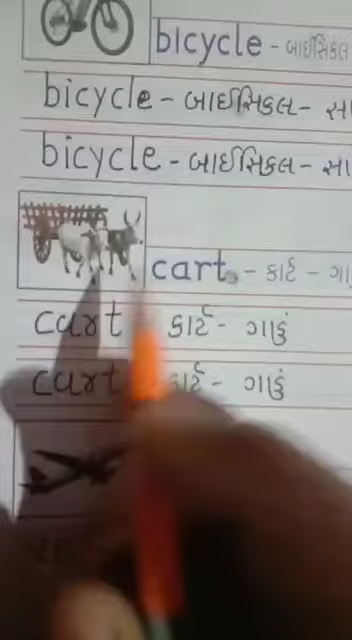 bicycle - બાઈસિકલ
bicycle - બાઈસિકલ - સા
bicycle - બાઈસિકલ - સા
cart - કાર્ટ - ગા
cart કાર્ટ - ગાડું
cart કાર્ટ - ગાડું